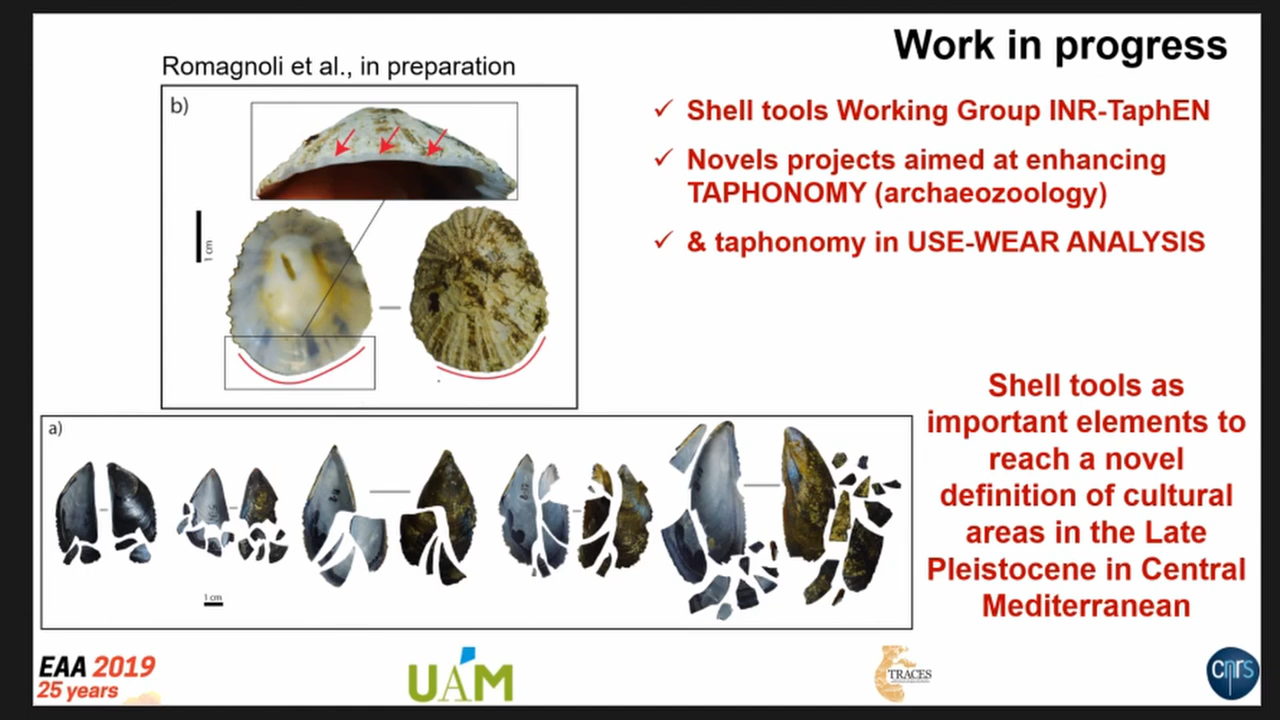 Work in progress
Romagnoli et al., in preparation
b)
1 cm
✓ Shell tools Working Group INR-TaphEN
✓ Novels projects aimed at enhancing
TAPHONOMY (archaeozoology)
✓ & taphonomy in USE-WEAR ANALYSIS
a)
1 cm
Shell tools as
important elements to
reach a novel
definition of cultural
areas in the Late
Pleistocene in Central
Mediterranean
EAA 2019
25 years
UAM
TRACES
cnrs